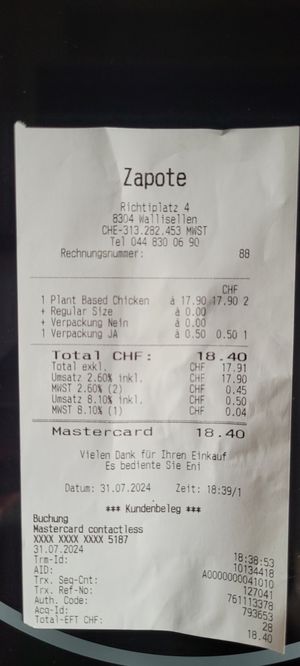 Zapote
Richtiplatz 4
8304 Wallisellen
CHE-313.282.453 MWST
Tel 044 830 06 90
Rechnungsnummer: 88
CHF
1 Plant Based Chicken à 17.90 17.90 2
+ Regular Size à 0.00
+ Verpackung Nein à 0.00
1 Verpackung JA à 0.50 0.50 1
Total CHF: 18.40
Total exkl. CHF 17.91
Umsatz 2.60% inkl. CHF 17.90
MWST 2.60% (2) CHF 0.45
Umsatz 8.10% inkl. CHF 0.50
MWST 8.10% (1) CHF 0.04
Mastercard 18.40
Vielen Dank für Ihren Einkauf
Es bediente Sie Eni
Datum: 31.07.2024 Zeit: 18:39/1
*** Kundenbeleg ***
Buchung
Mastercard contactless
XXXX XXXX XXXX 5187
31.07.2024 18:38:53
Trm-Id: 10134418
AID: A0000000041010
Trx. Seq-Cnt: 127041
Trx. Ref-No: 761113378
Auth. Code: 793653
Acq-Id: 28
Total-EFT CHF: 18.40